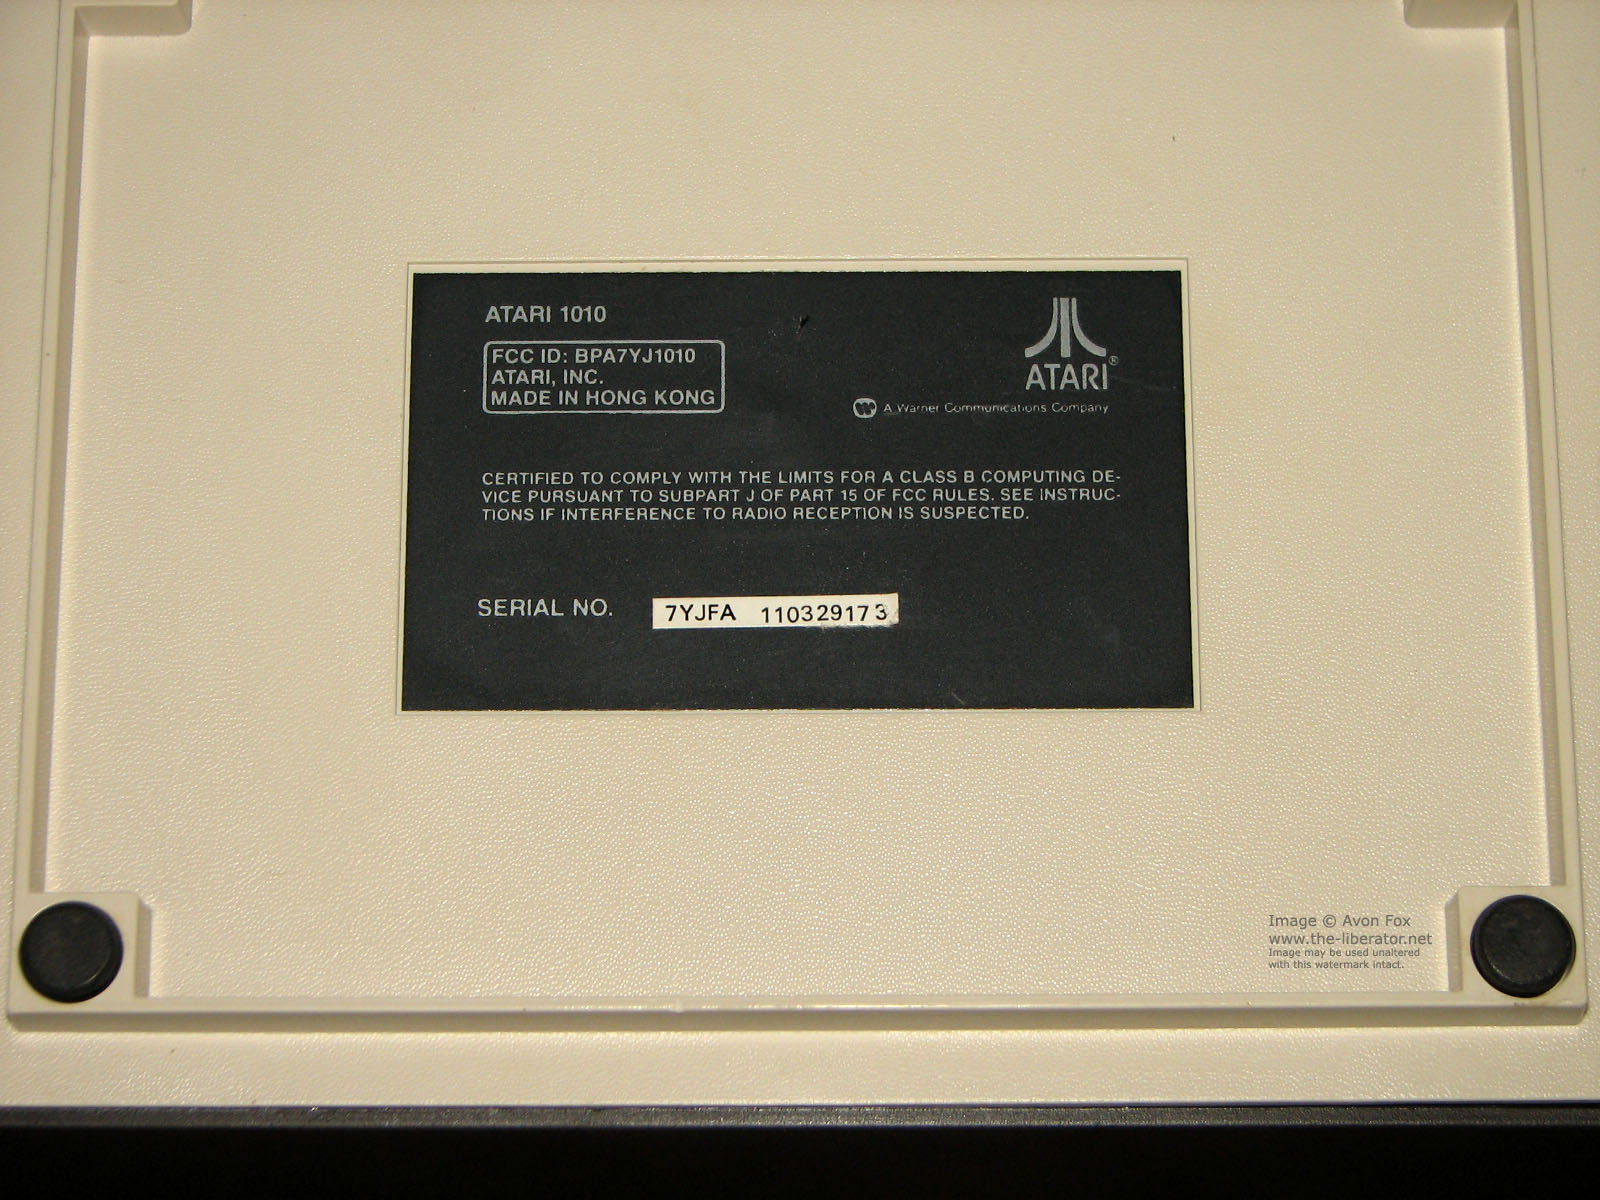 ATARI 1010
FCC ID: BPA7YJ1010
ATARI, INC.
MADE IN HONG KONG
ATARI®
A Warner Communications Company
CERTIFIED TO COMPLY WITH THE LIMITS FOR A CLASS B COMPUTING DE-
VICE PURSUANT TO SUBPART J OF PART 15 OF FCC RULES. SEE INSTRUC-
TIONS IF INTERFERENCE TO RADIO RECEPTION IS SUSPECTED.
SERIAL NO. 7YJFA 110329173
Image © Avon Fox
www.the-liberator.net
Image may be used unaltered
with this watermark intact.